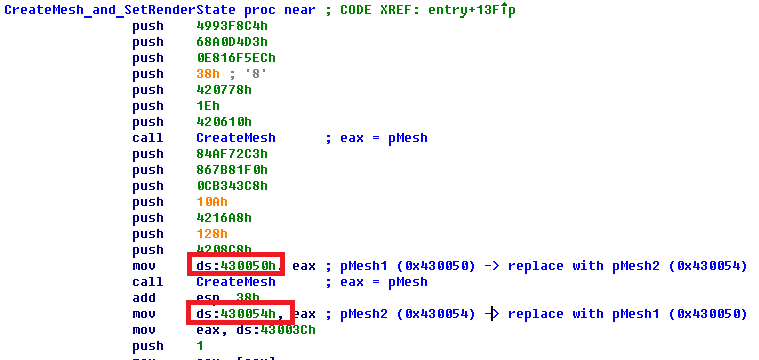 CreateMesh_and_SetRenderState proc near ; CODE XREF: entry+13F↑p
push 4993F8C4h
push 68A0D4D3h
push 0E816F5ECh
push 38h ; '8'
push 420778h
push 1Eh
push 420610h
call CreateMesh ; eax = pMesh
push 84AF72C3h
push 867B81F0h
push 0CB343C8h
push 10Ah
push 4216A8h
push 128h
push 4208C8h
mov ds:430050h, eax ; pMesh1 (0x430050) -> replace with pMesh2 (0x430054)
call CreateMesh ; eax = pMesh
add esp, 38h
mov ds:430054h, eax ; pMesh2 (0x430054) -> replace with pMesh1 (0x430050)
mov eax, ds:43003Ch
push 1